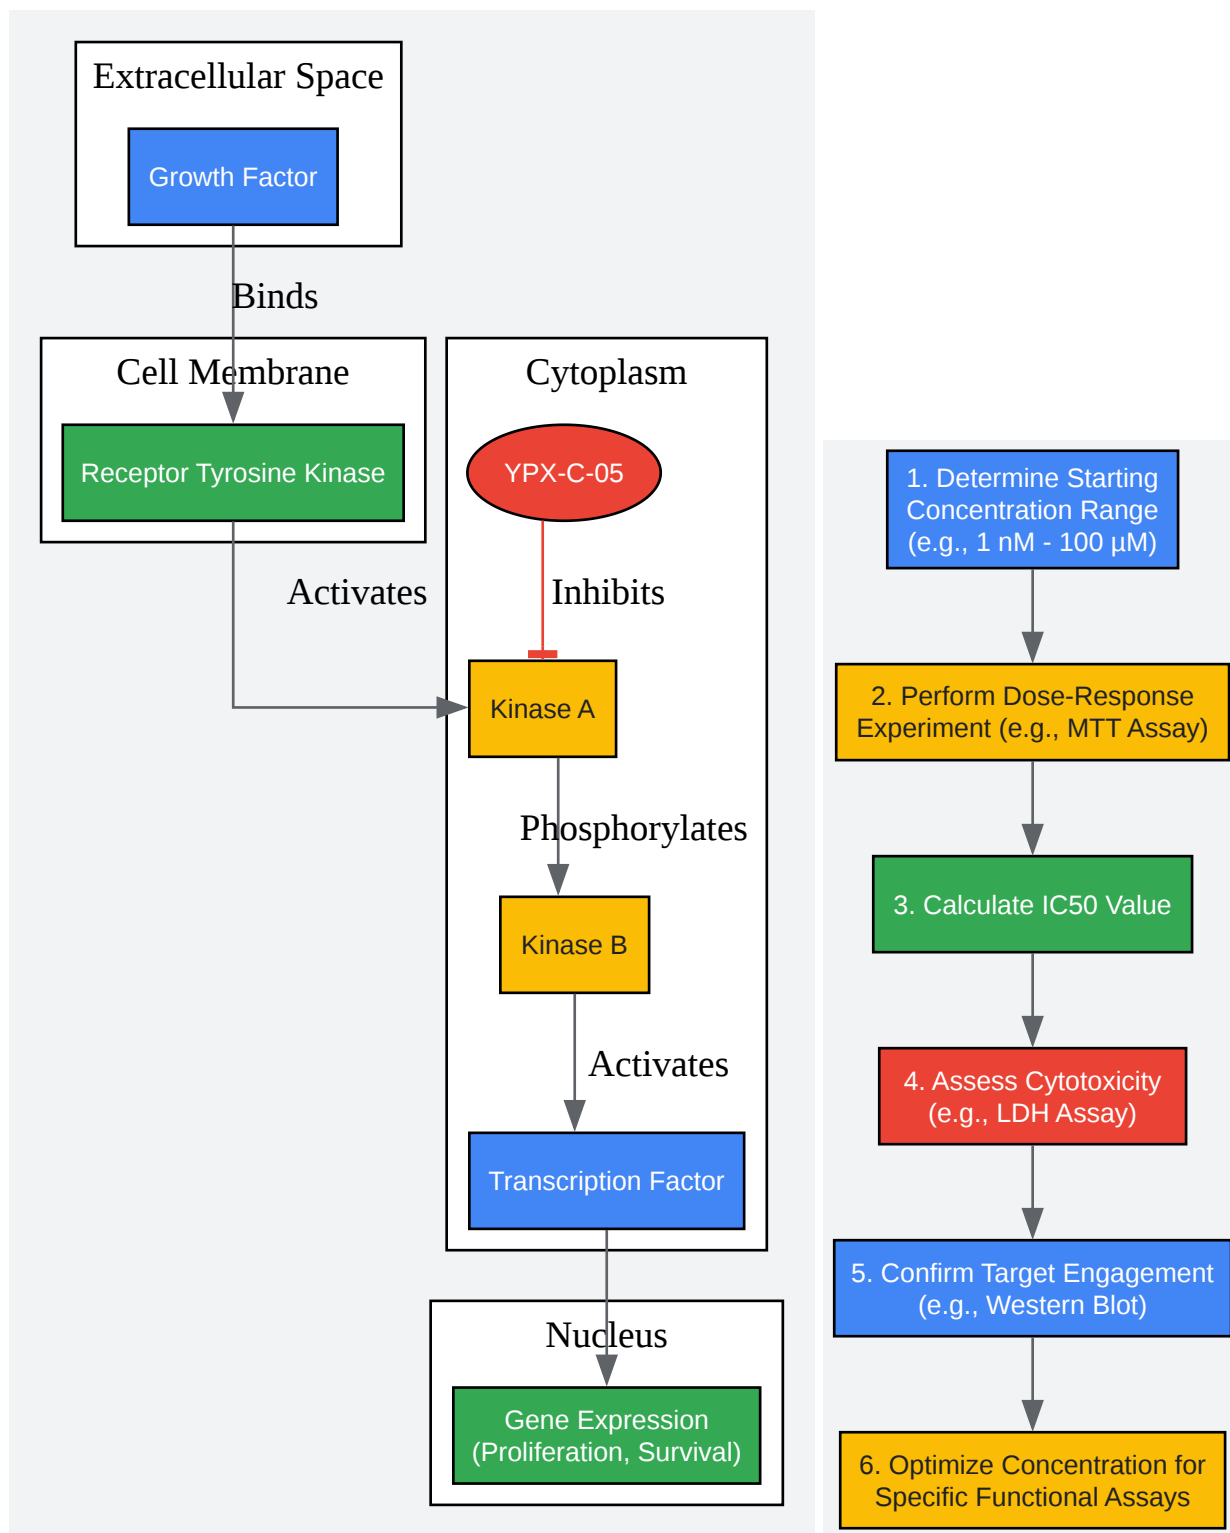 Extracellular Space
Growth Factor
Binds
Cell Membrane
Receptor Tyrosine Kinase
Activates
Cytoplasm
YPX-C-05
Inhibits
Kinase A
Phosphorylates
Kinase B
Activates
Transcription Factor
Nucleus
Gene Expression
(Proliferation, Survival)
1. Determine Starting
Concentration Range
(e.g., 1 nM - 100 µM)
2. Perform Dose-Response
Experiment (e.g., MTT Assay)
3. Calculate IC50 Value
4. Assess Cytotoxicity
(e.g., LDH Assay)
5. Confirm Target Engagement
(e.g., Western Blot)
6. Optimize Concentration for
Specific Functional Assays